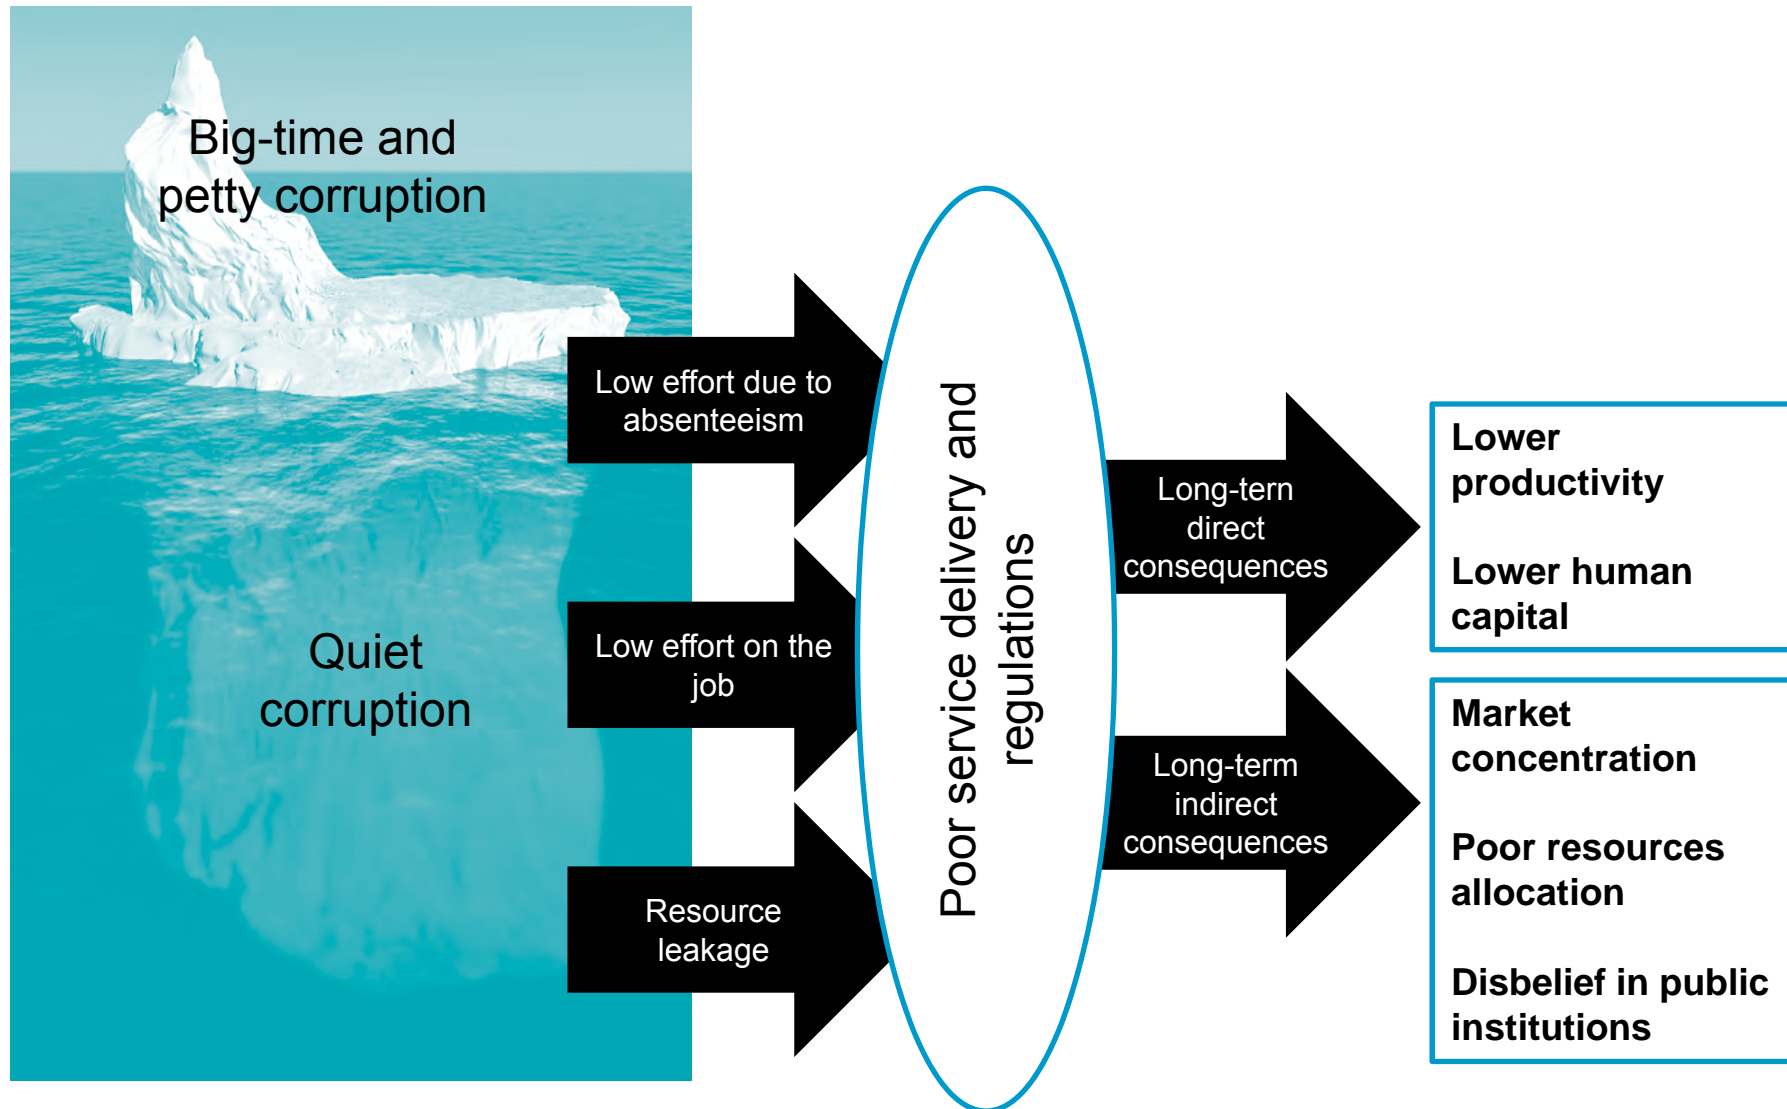 Big-time and
petty corruption
Quiet
corruption
Low effort due to
absenteeism
Low effort on the
job
Resource
leakage
Poor service delivery and
regulations
Long-tern
direct
consequences
Long-term
indirect
consequences
Lower
productivity
Lower human
capital
Market
concentration
Poor resources
allocation
Disbelief in public
institutions